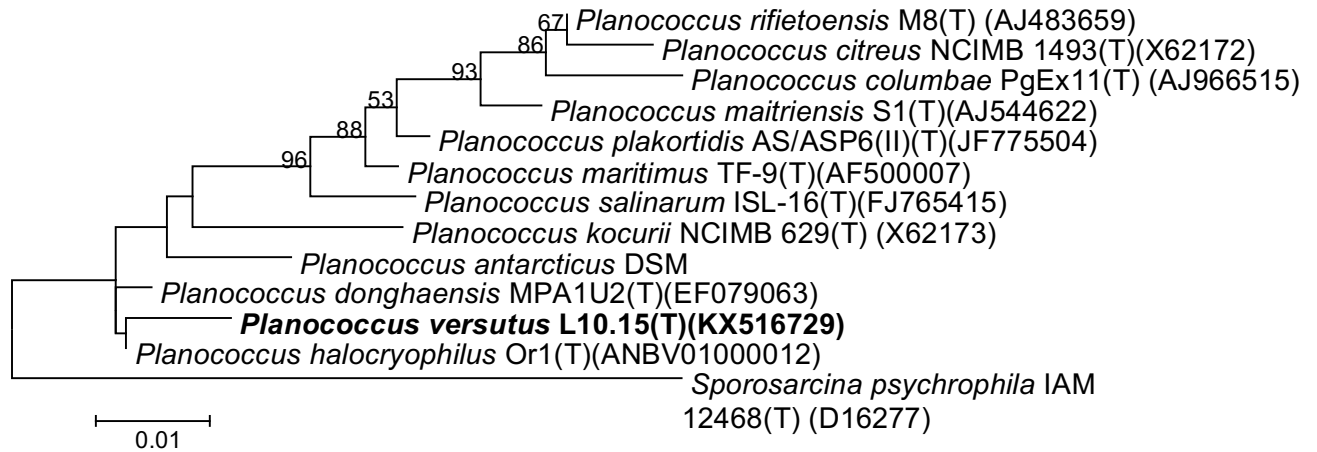 67 Planococcus rifietoensis M8(T) (AJ483659)
86 Planococcus citreus NCIMB 1493(T)(X62172)
93 Planococcus columbae PgEx11(T) (AJ966515)
53 Planococcus maitriensis S1(T)(AJ544622)
88 Planococcus plakortidis AS/ASP6(II)(T)(JF775504)
96 Planococcus maritimus TF-9(T)(AF500007)
Planococcus salinarum ISL-16(T)(FJ765415)
Planococcus kocurii NCIMB 629(T) (X62173)
Planococcus antarcticus DSM
Planococcus donghaensis MPA1U2(T)(EF079063)
Planococcus versutus L10.15(T)(KX516729)
Planococcus halocryophilus Or1(T)(ANBV01000012)
Sporosarcina psychrophila IAM
12468(T) (D16277)
0.01